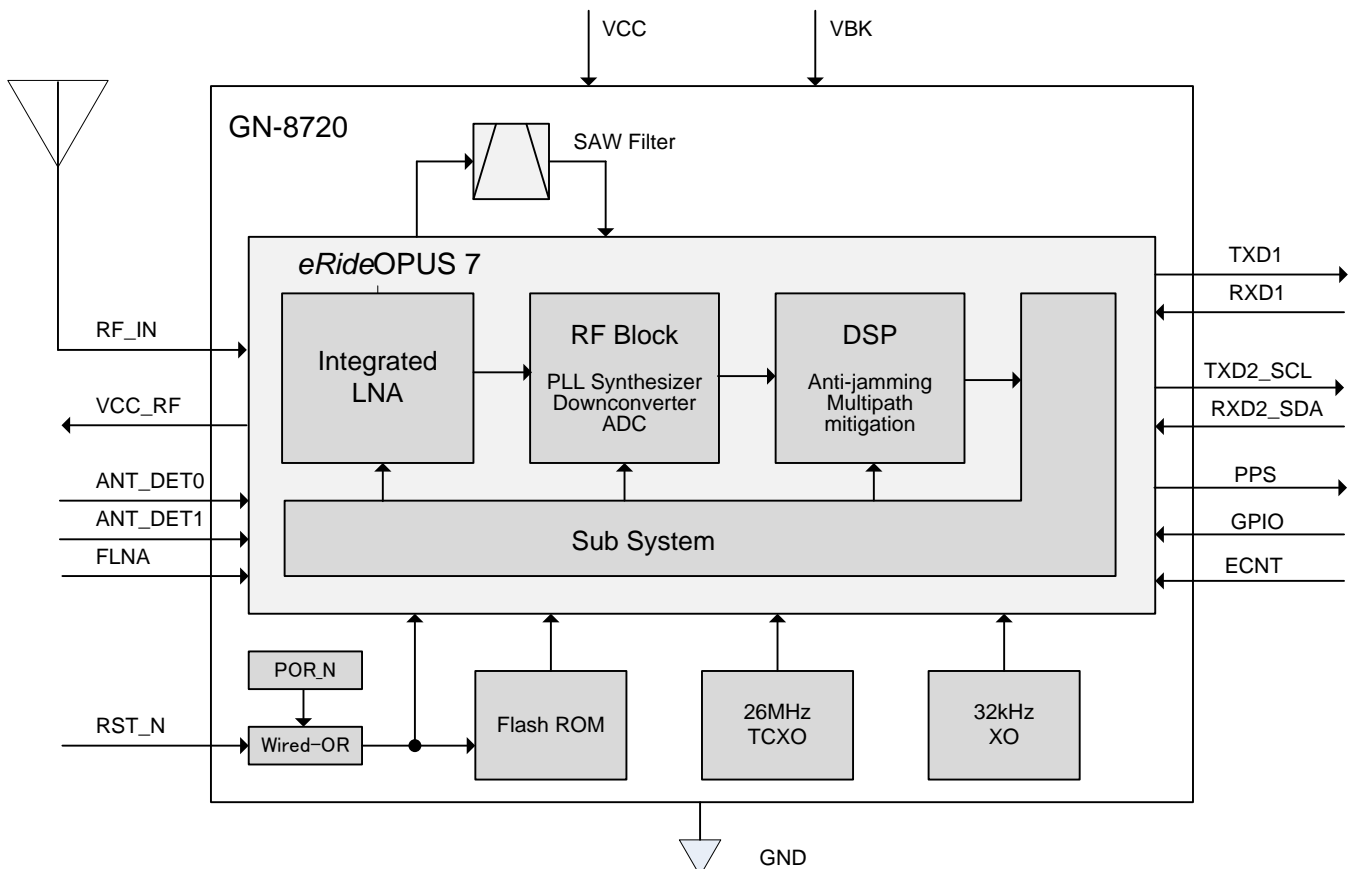 VCC
VBK
GN-8720
SAW Filter
eRideOPUS 7
Integrated
LNA
RF Block
PLL Synthesizer
Downconverter
ADC
DSP
Anti-jamming
Multipath
mitigation
Sub System
RF_IN
VCC_RF
ANT_DET0
ANT_DET1
FLNA
RST_N
TXD1
RXD1
TXD2_SCL
RXD2_SDA
PPS
GPIO
ECNT
POR_N
Wired-OR
Flash ROM
26MHz
TCXO
32kHz
XO
GND